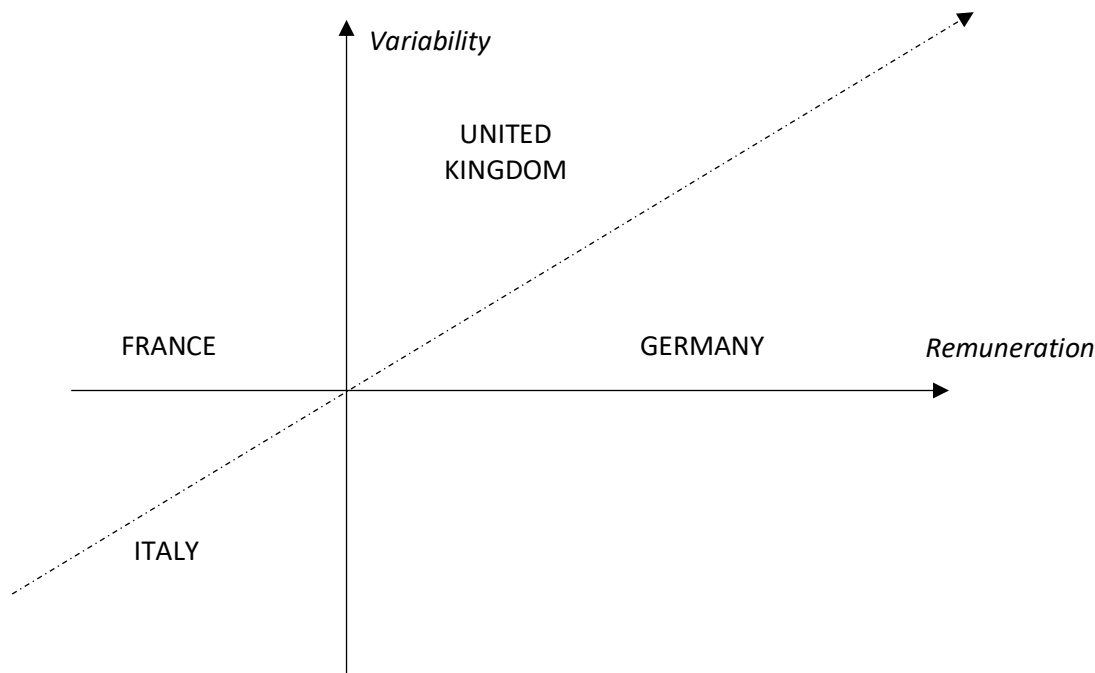 Variability
UNITED
KINGDOM
FRANCE
GERMANY
Remuneration
ITALY